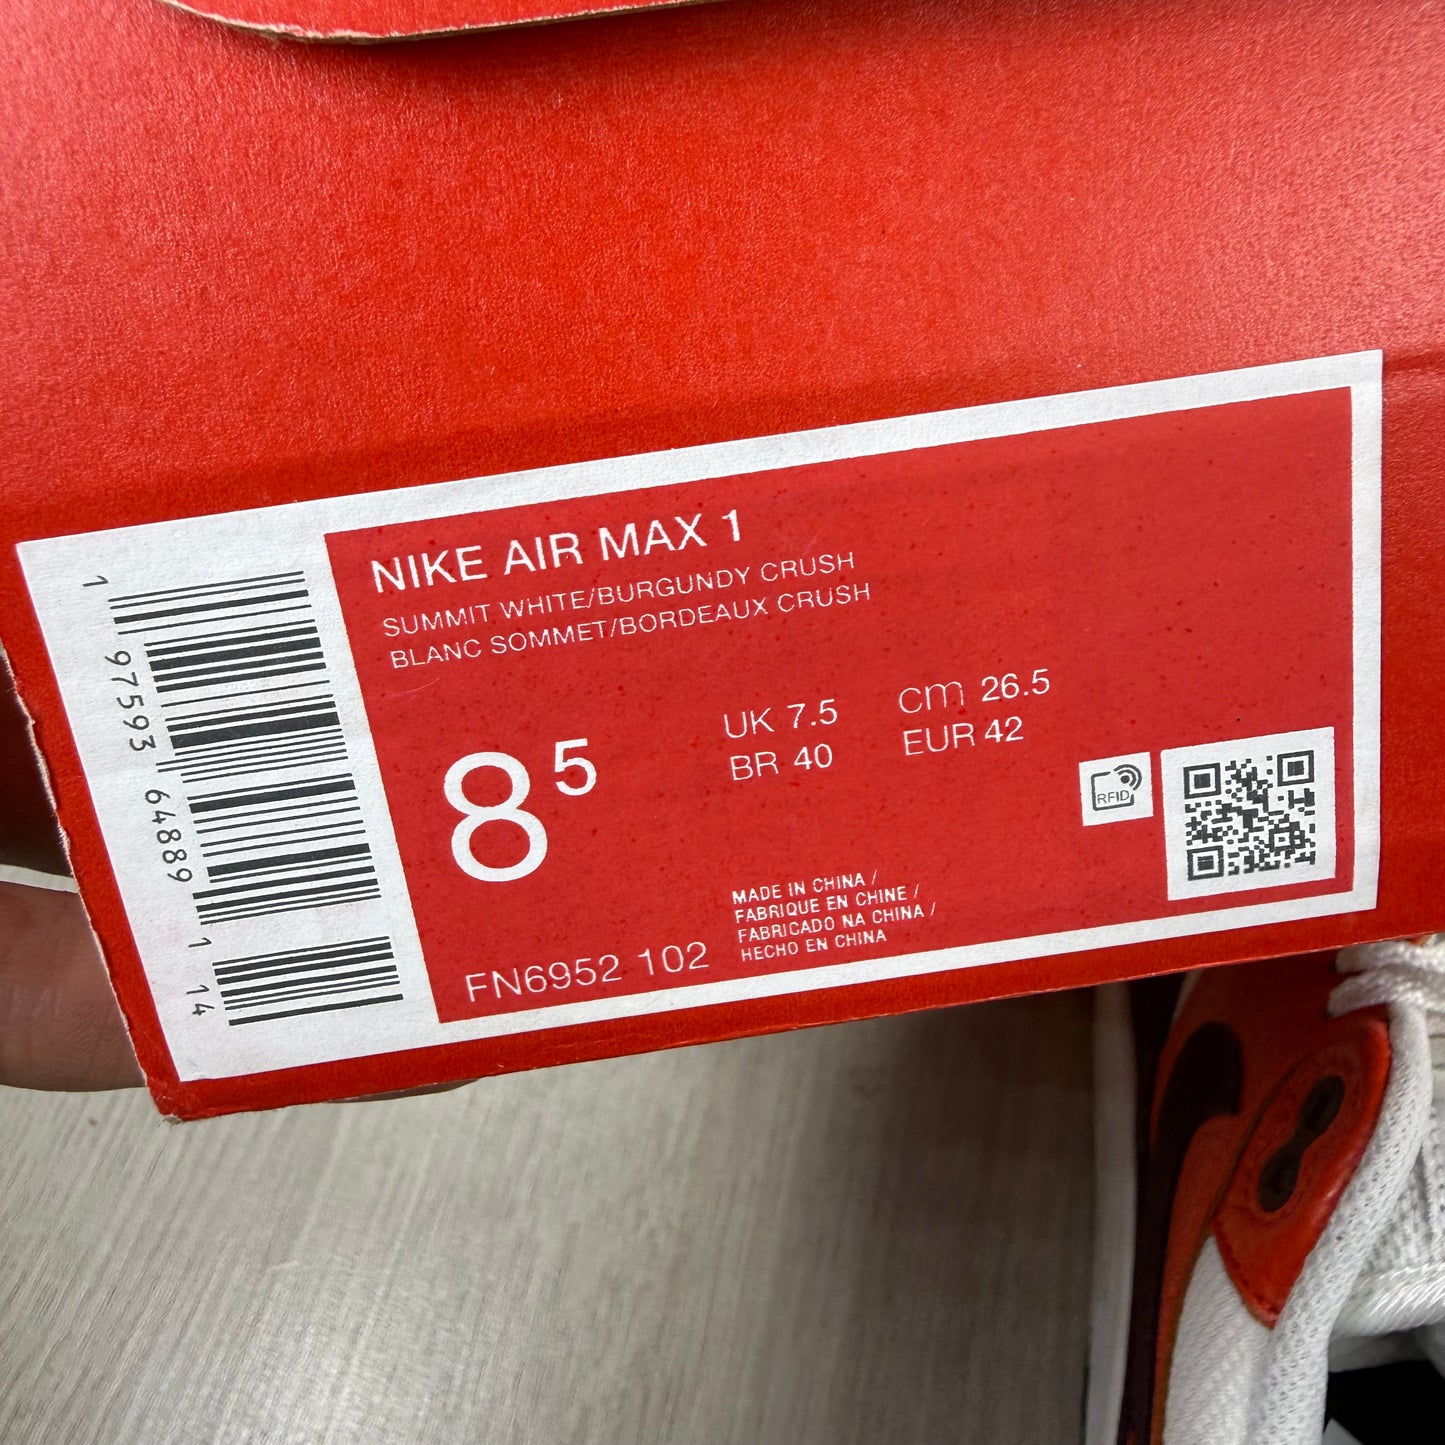 NIKE AIR MAX 1
SUMMIT WHITE/BURGUNDY CRUSH
BLANC SOMMET/BORDEAUX CRUSH
8⁵
UK 7.5
BR 40
cm 26.5
EUR 42
RFID
MADE IN CHINA /
FABRIQUE EN CHINE /
FABRICADO NA CHINA /
HECHO EN CHINA
FN6952 102
1 97593 64889 1 14